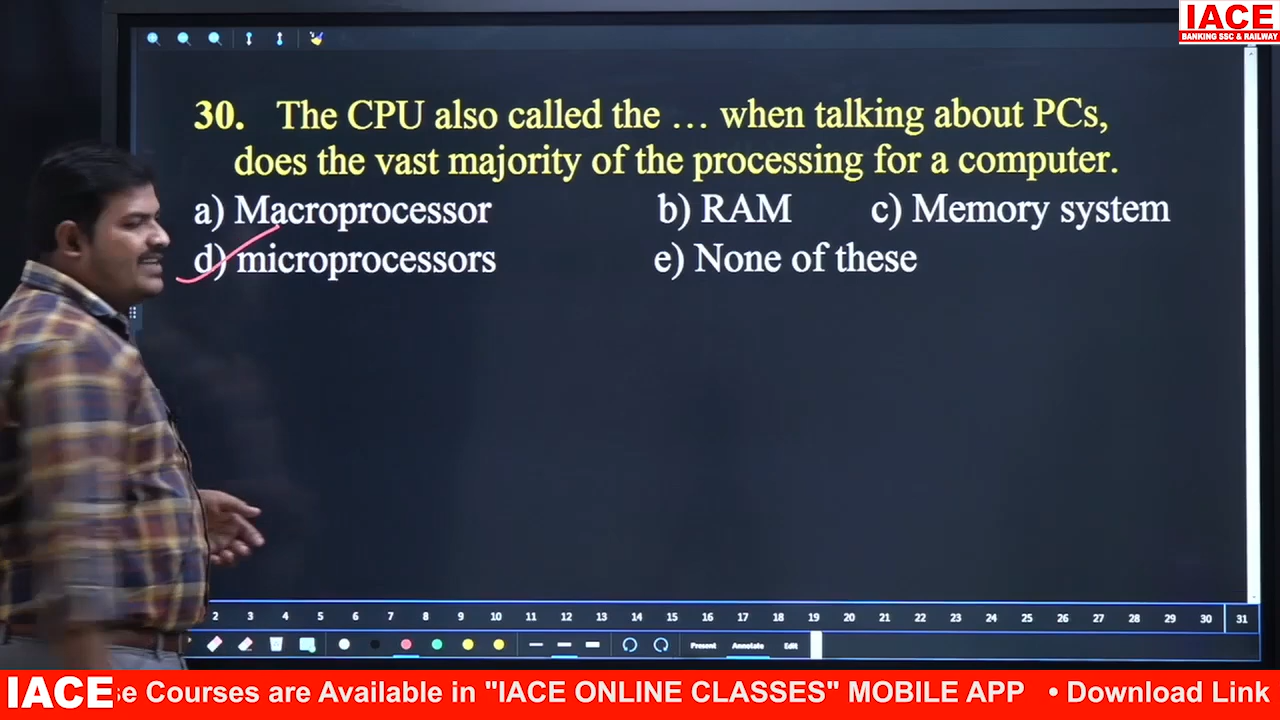 IACE
BANKING SSC & RAILWAY
30. The CPU also called the … when talking about PCs,
does the vast majority of the processing for a computer.
a) Macroprocessor b) RAM c) Memory system
d) microprocessors e) None of these
2 3 4 5 6 7 8 9 10 11 12 13 14 15 16 17 18 19 20 21 22 23 24 25 26 27 28 29 30 31
Present Annotate Edit
IACE se Courses are Available in "IACE ONLINE CLASSES" MOBILE APP • Download Link